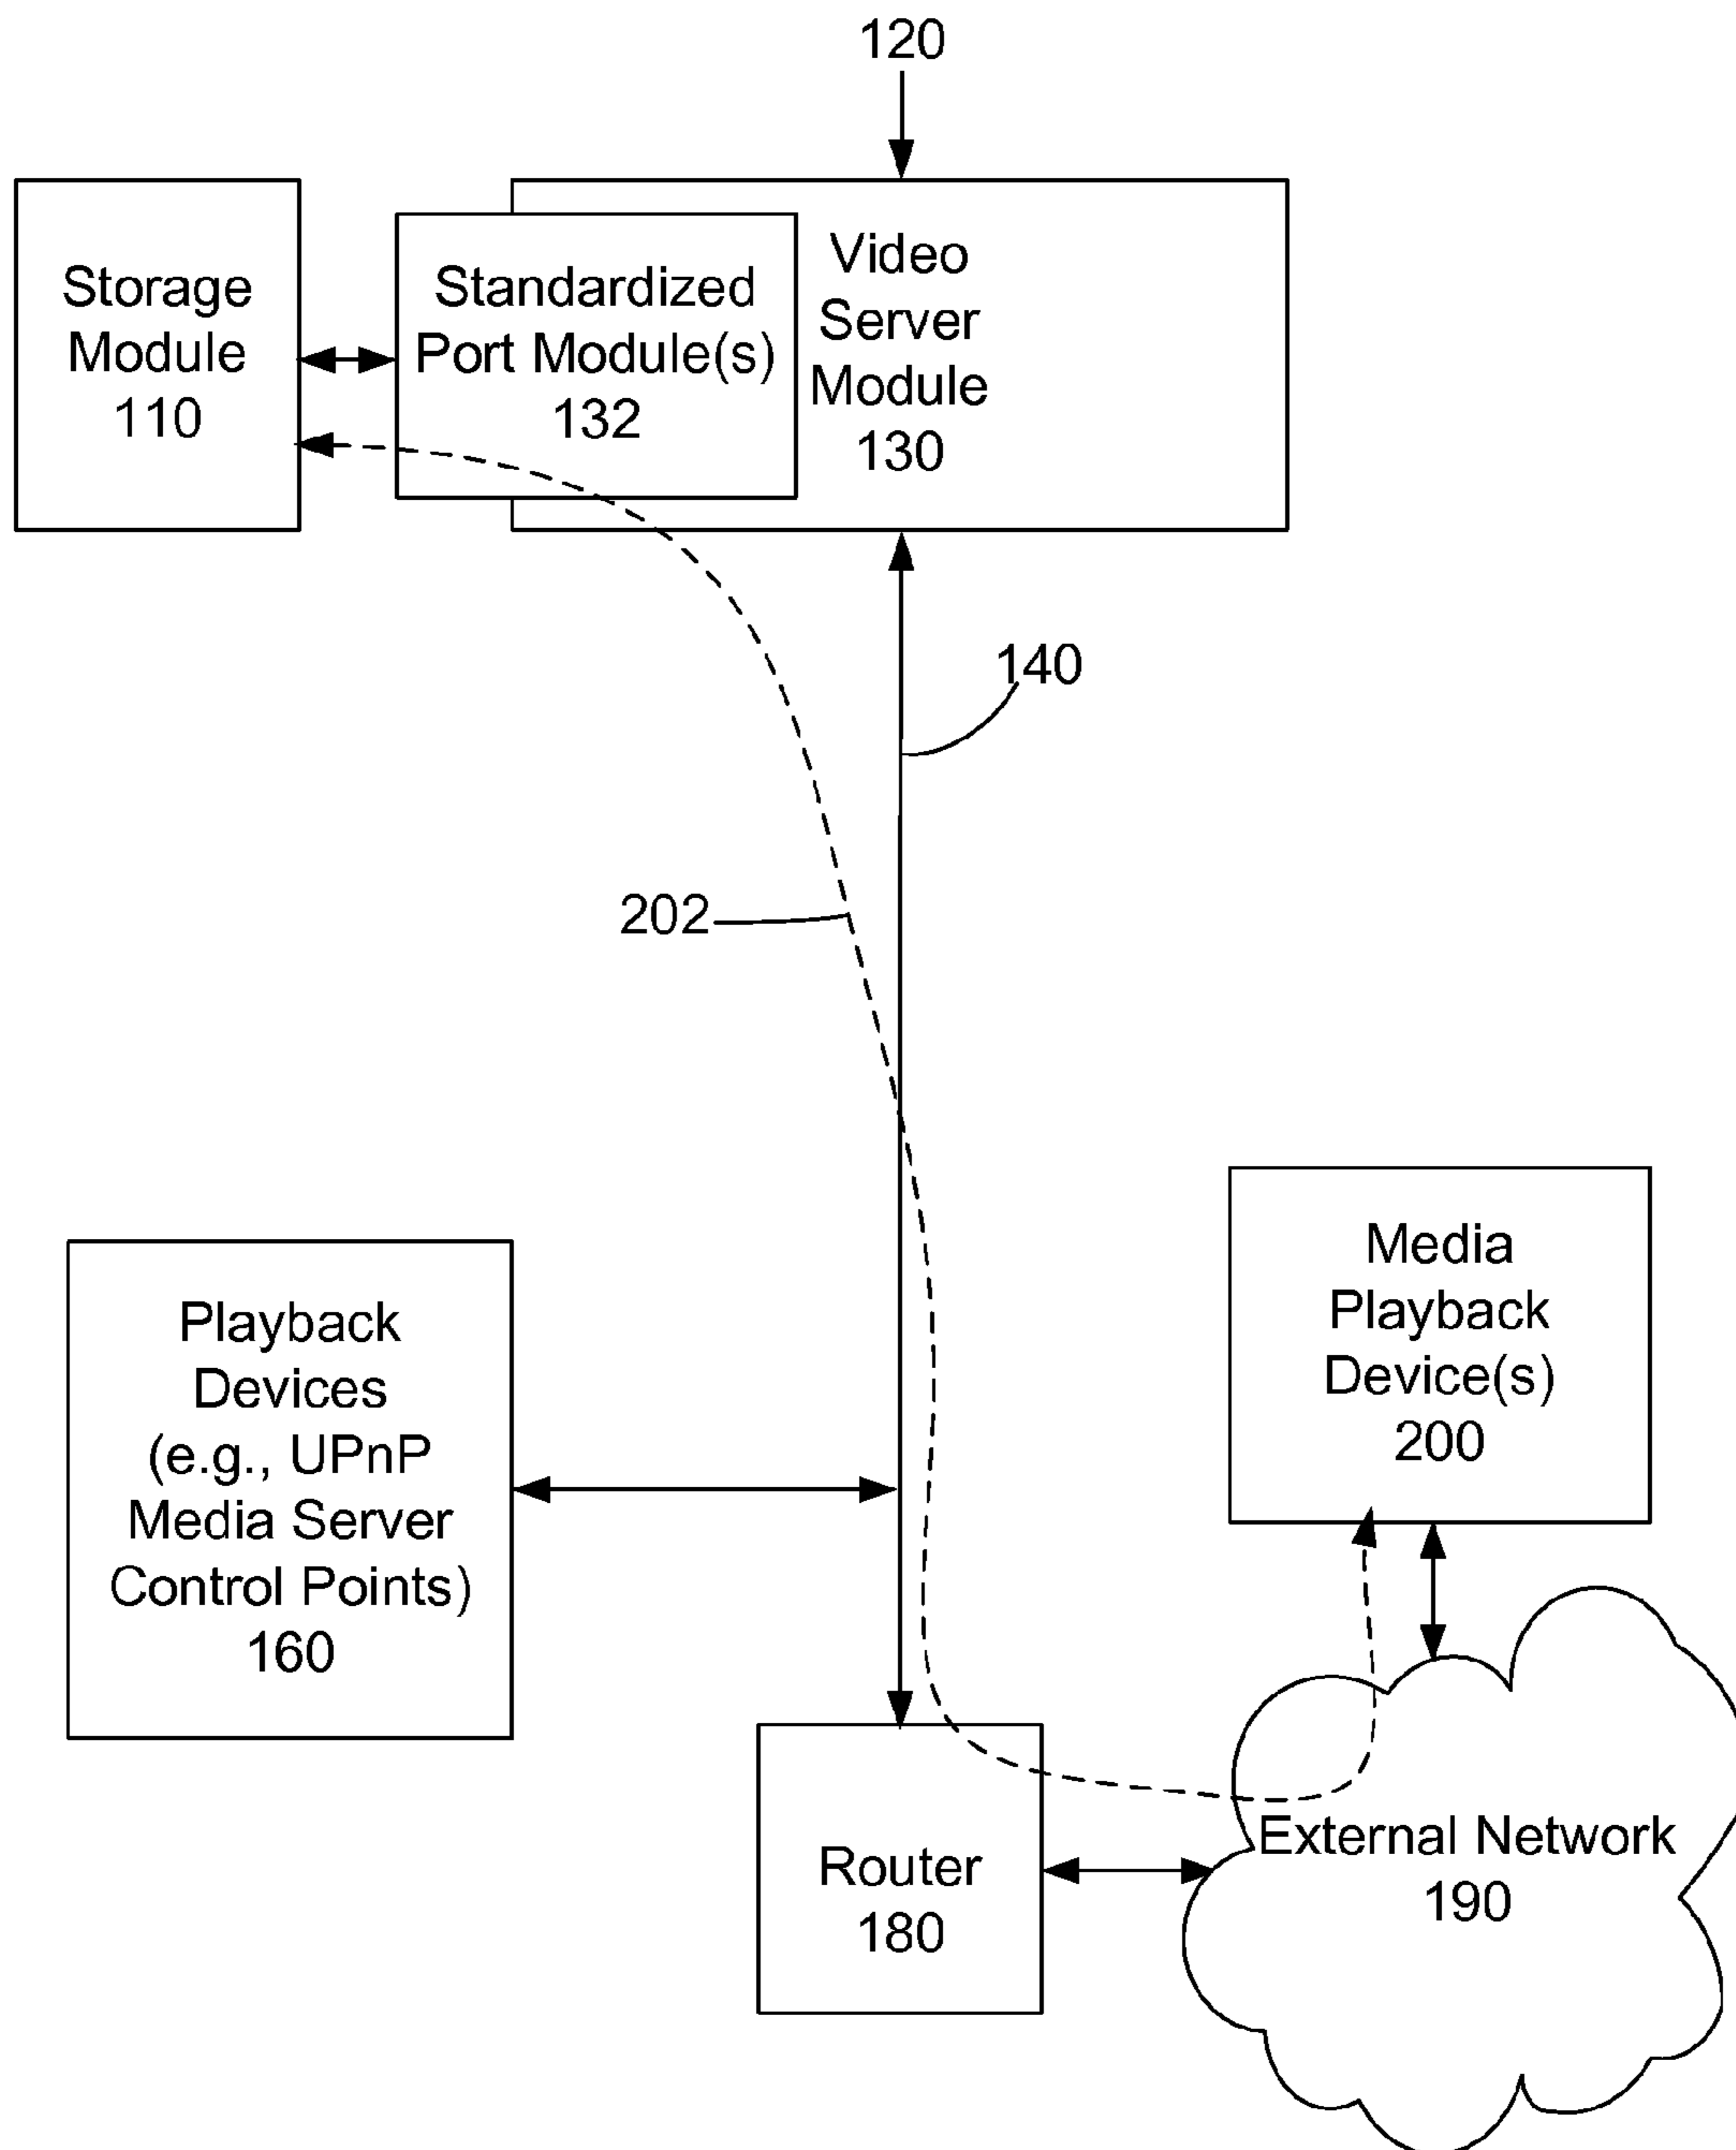 120
Storage
Module
110
Standardized
Port Module(s)
132
Video
Server
Module
130
140
202
Playback
Devices
(e.g., UPnP
Media Server
Control Points)
160
Media
Playback
Device(s)
200
Router
180
External Network
190